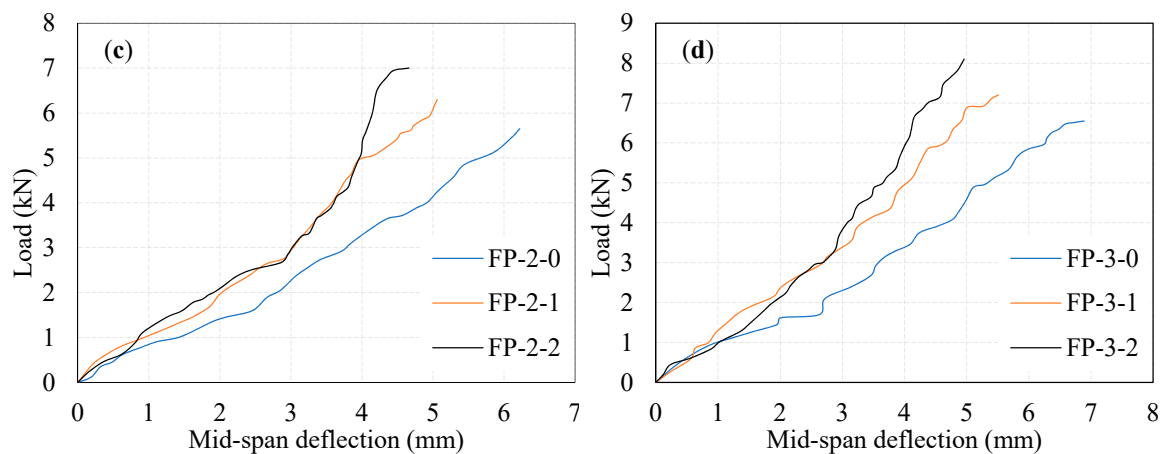 (c)
Load (kN)
8
7
6
5
4
3
2
1
0
FP-2-0
FP-2-1
FP-2-2
0 1 2 3 4 5 6 7
Mid-span deflection (mm)
(d)
Load (kN)
9
8
7
6
5
4
3
2
1
0
FP-3-0
FP-3-1
FP-3-2
0 1 2 3 4 5 6 7 8
Mid-span deflection (mm)